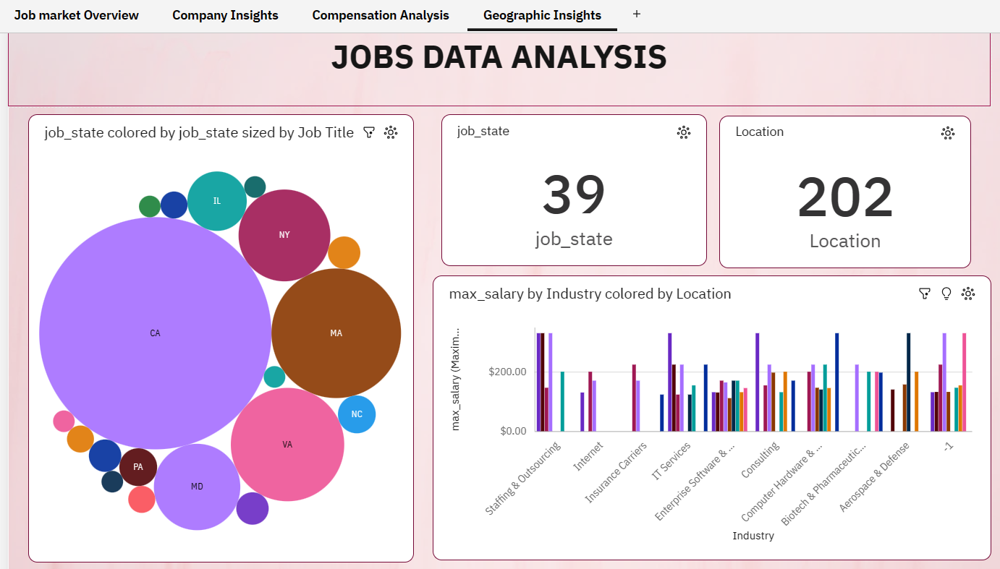 Job market Overview
Company Insights
Compensation Analysis
Geographic Insights
+
JOBS DATA ANALYSIS
job_state colored by job_state sized by Job Title
IL
NY
CA
MA
NC
VA
PA
MD
job_state
39
job_state
Location
202
Location
max_salary by Industry colored by Location
max_salary (Maxim...
$200.00
$0.00
Staffing & Outsourcing
Internet
Insurance Carriers
IT Services
Enterprise Software & ...
Consulting
Computer Hardware & ...
Biotech & Pharmaceutic...
Aerospace & Defense
-1
Industry